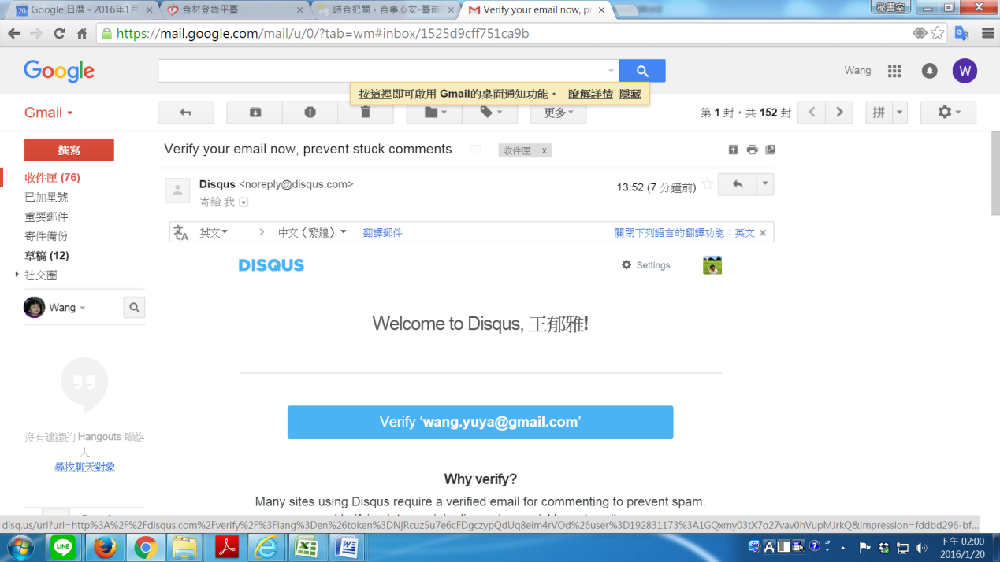 Google 日曆 - 2016年1月
食材登錄平臺
時食把關，食事心安-臺南
Verify your email now, pr
秘書室
https://mail.google.com/mail/u/0/?tab=wm#inbox/1525d9cff751ca9b
Google
Wang
W
按這裡即可啟用 Gmail的桌面通知功能。 瞭解詳情 隱藏
Gmail
更多
第 1 封，共 152 封
拼
撰寫
Verify your email now, prevent stuck comments
收件匣 x
收件匣 (76)
已加星號
重要郵件
寄件備份
草稿 (12)
社交圈
Disqus <noreply@disqus.com>
13:52 (7 分鐘前)
寄給 我
英文 > 中文（繁體） 翻譯郵件
關閉下列語言的翻譯功能：英文 x
DISQUS
Settings
Wang
Welcome to Disqus, 王郁雅!
沒有建議的 Hangouts 聯絡
人
尋找聊天對象
Verify ‘wang.yuya@gmail.com’
Why verify?
Many sites using Disqus require a verified email for commenting to prevent spam.
disq.us/url?url=http%3A%2F%2Fdisqus.com%2Fverify%2F%3Flang%3Den%26token%3DNjRcuz5u7e6cFDgczypQdUq8eim4rVOd%26user%3D192831173%3A1GQxmy03tX7o27vav0hVupMJrkQ&impression=fddbd296-bf...
LINE
下午 02:00
2016/1/20